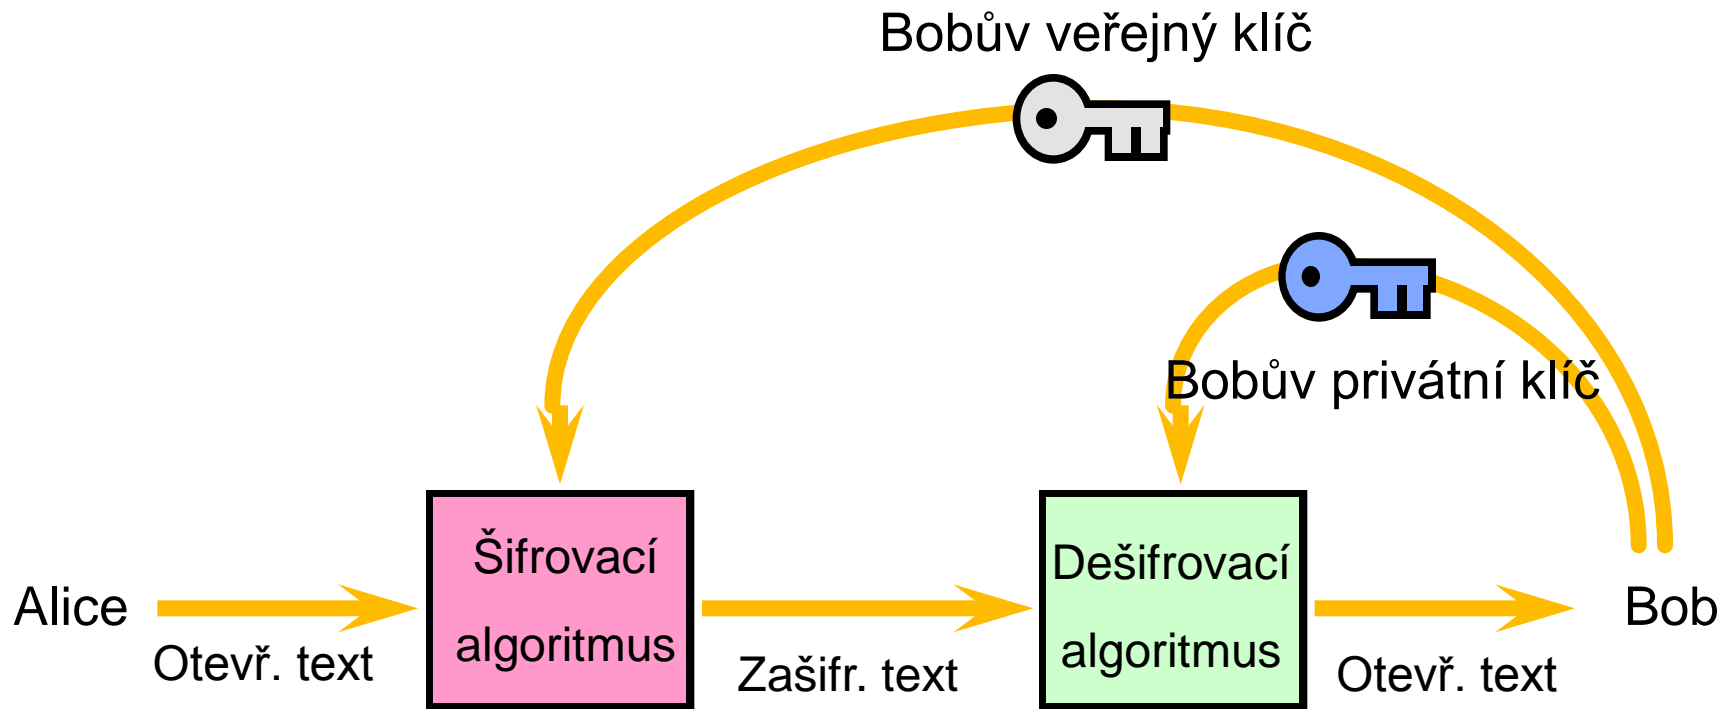 Bobův veřejný klíč
Bobův privátní klíč
Šifrovací
algoritmus
Dešifrovací
algoritmus
Alice
Bob
Otevř. text
Zašifr. text
Otevř. text